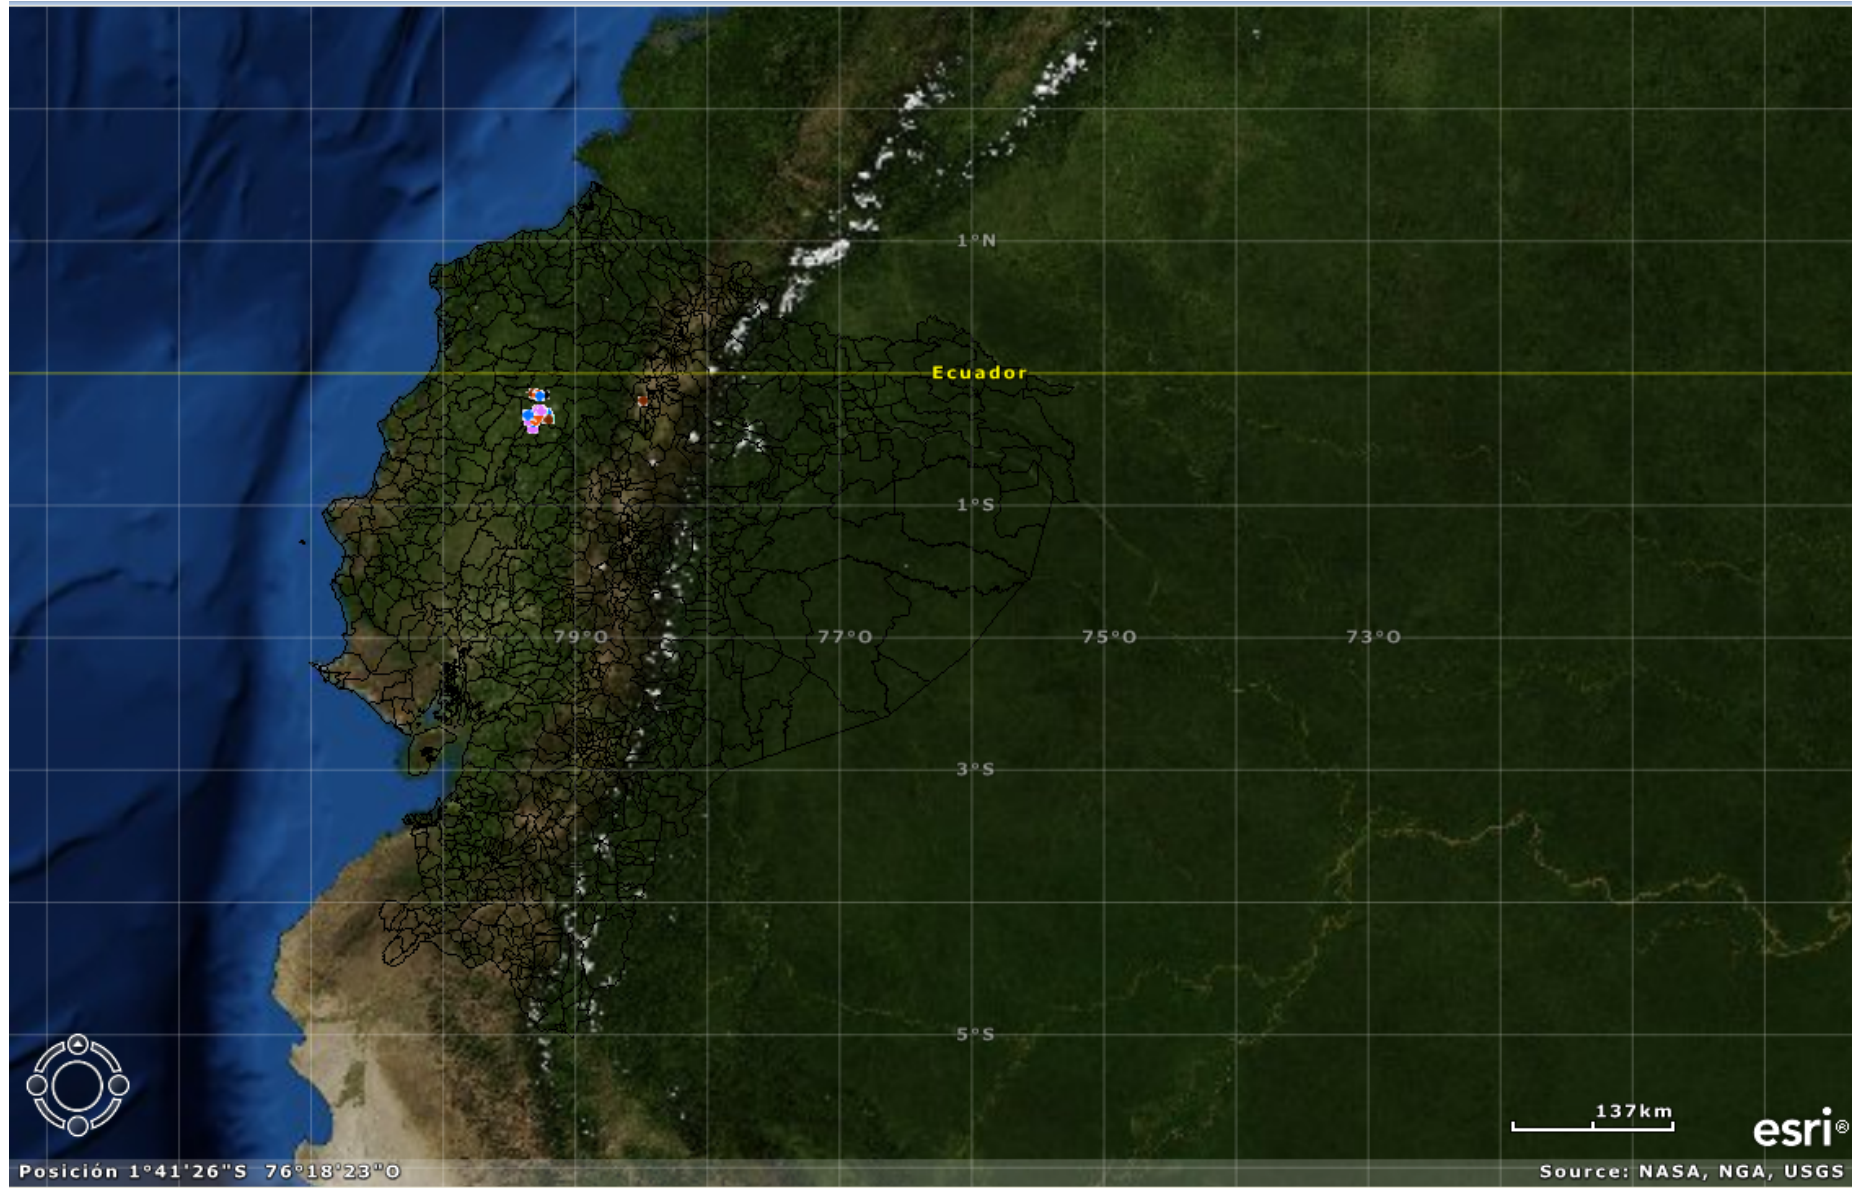 1°N
Ecuador
1°S
79°O 77°O 75°O 73°O
3°S
5°S
137km
esri®
Posición 1°41'26"S 76°18'23"O
Source: NASA, NGA, USGS